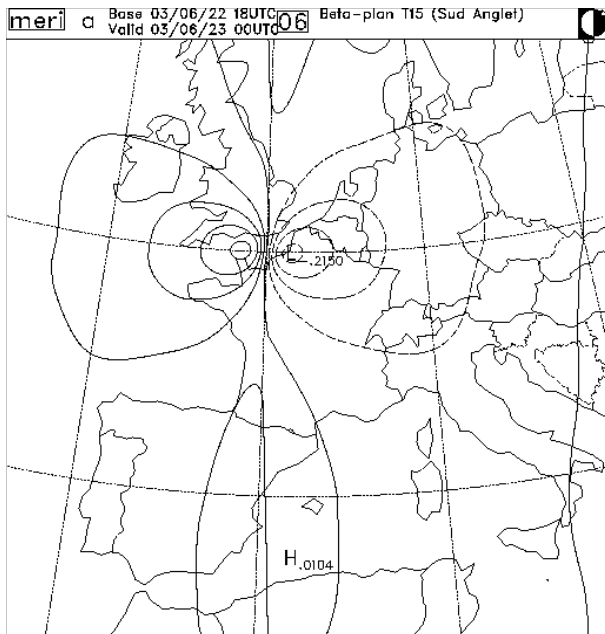 meri a Base 03/06/22 18UTC 06 Beta-plan T15 (Sud Anglet)
Valid 03/06/23 00UTC
L-.2150
H.0104